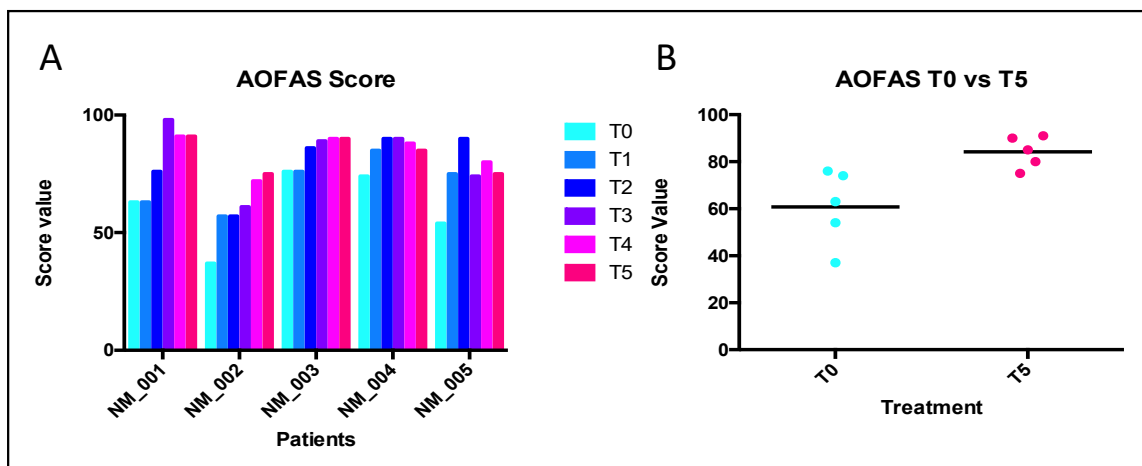 A
AOFAS Score
Score value
100
50
0
NM_001
NM_002
NM_003
NM_004
NM_005
Patients
T0
T1
T2
T3
T4
T5
B
AOFAS T0 vs T5
Score Value
100
80
60
40
20
0
T0
T5
Treatment